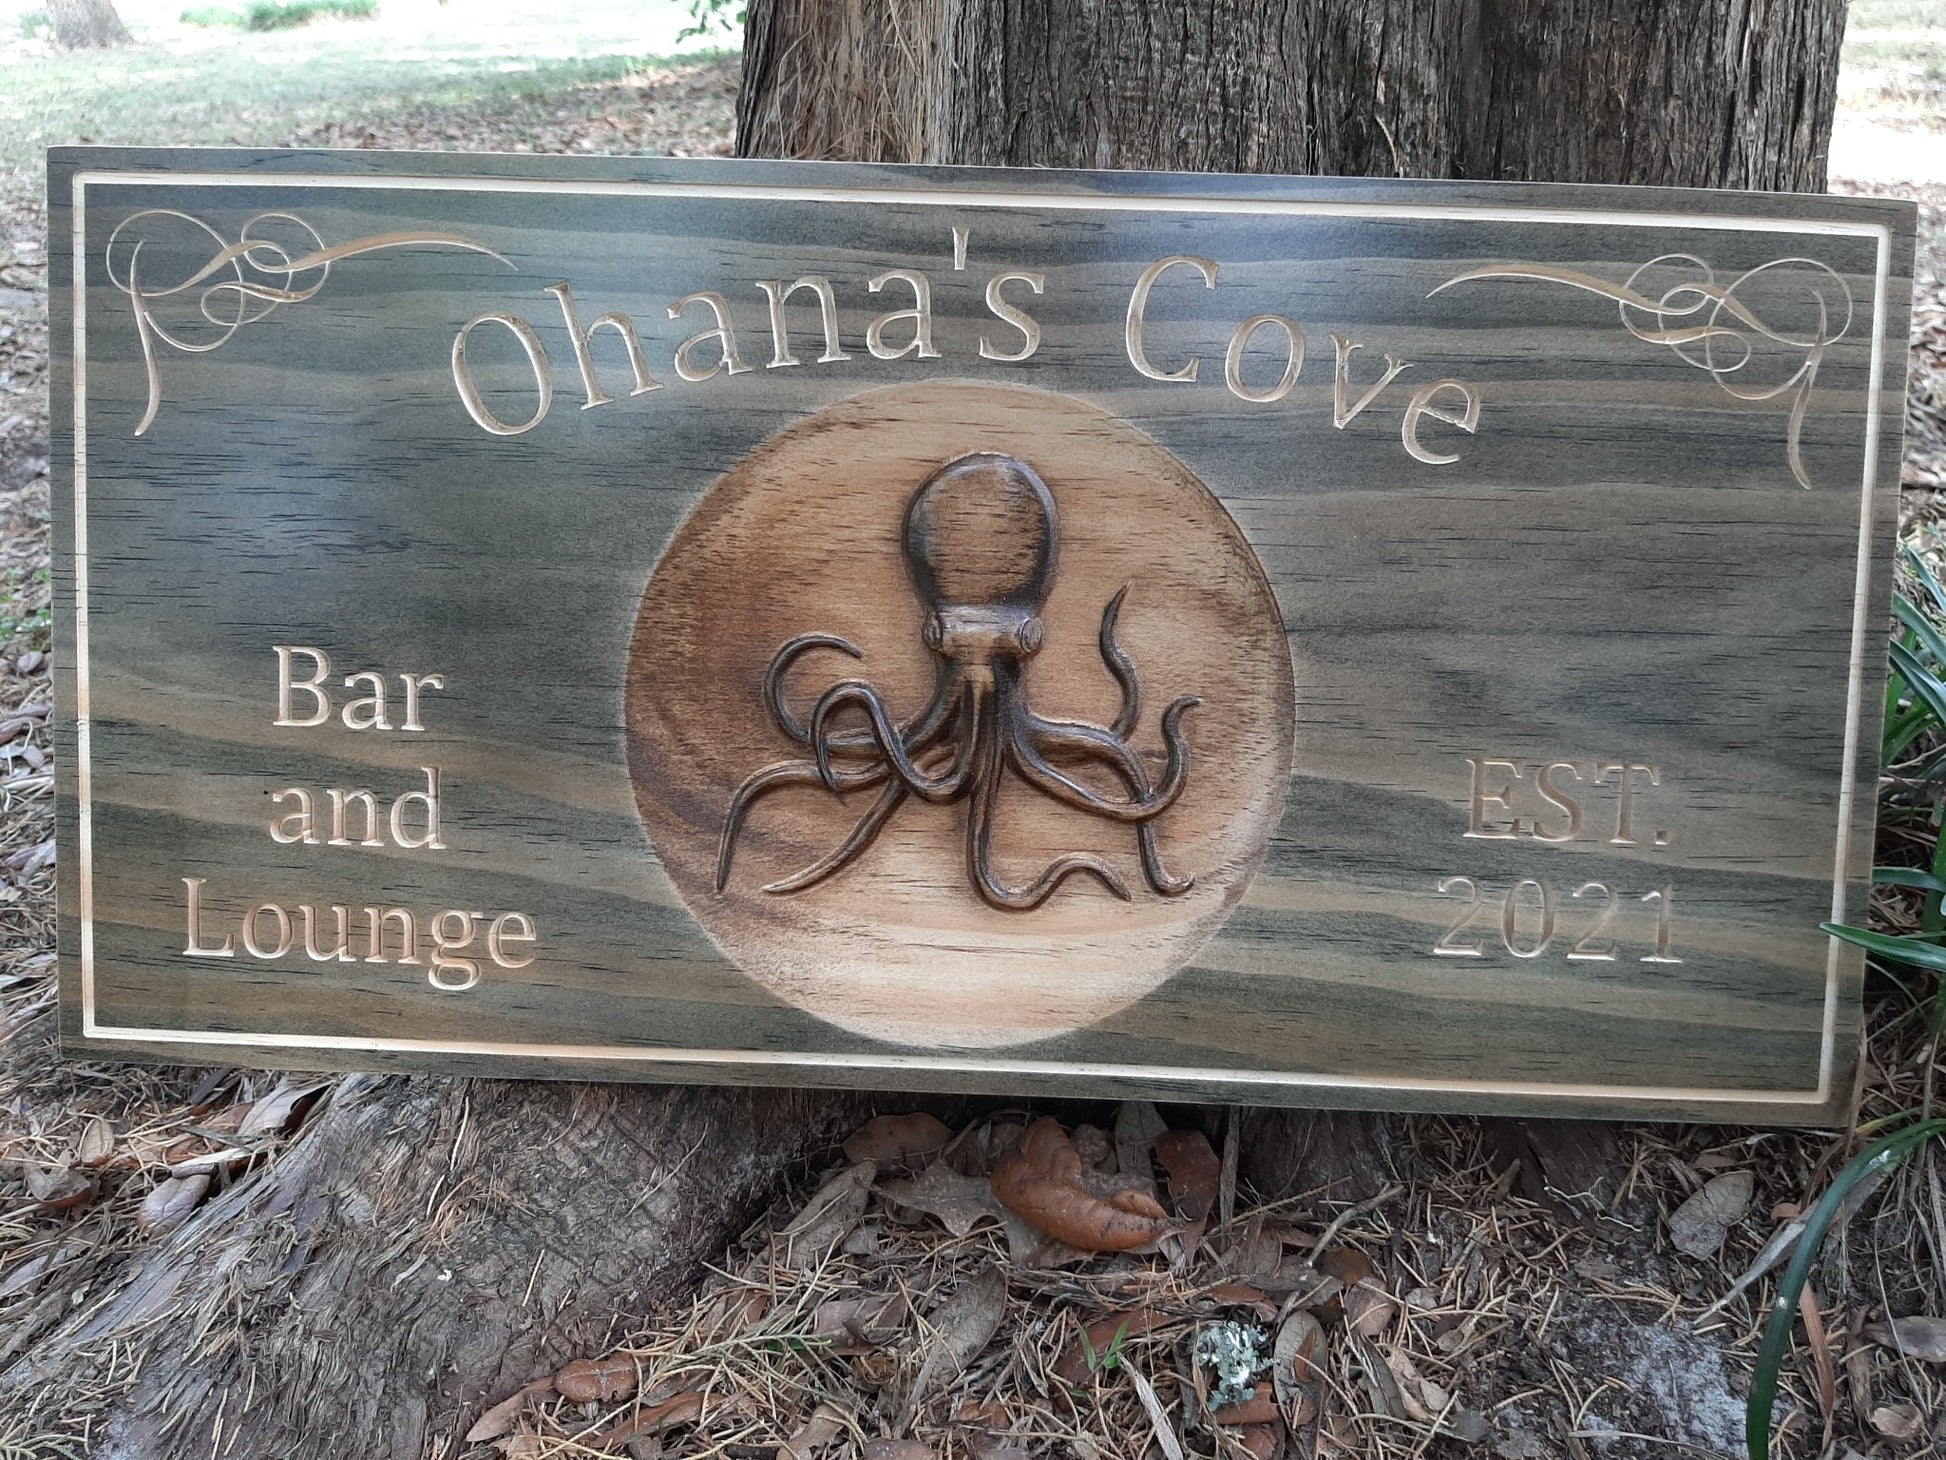 Ohana's Cove
Bar
and
Lounge
EST.
2021